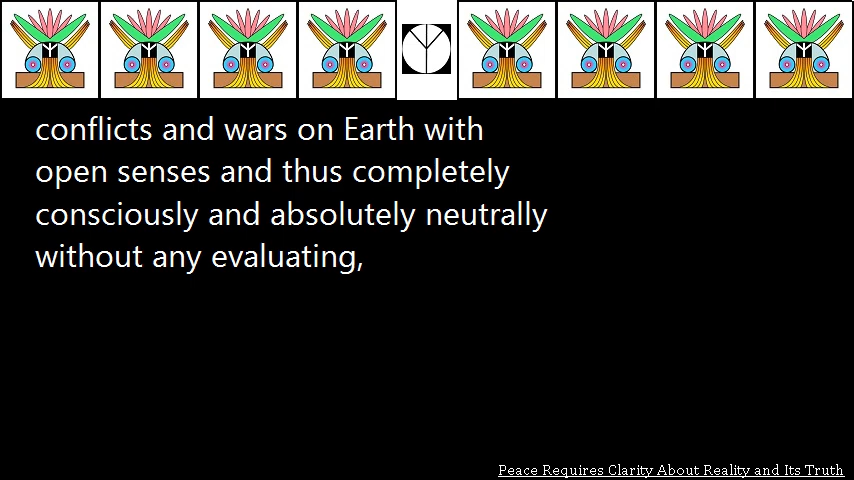 conflicts and wars on Earth with
open senses and thus completely
consciously and absolutely neutrally
without any evaluating,
Peace Requires Clarity About Reality and Its Truth